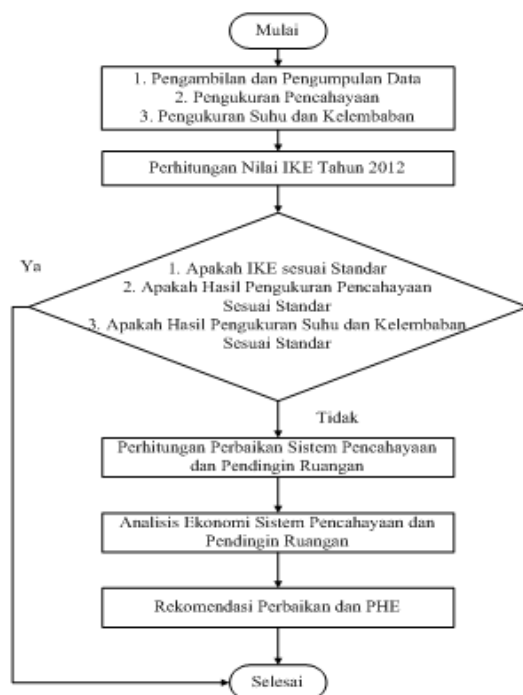 Mulai
1. Pengambilan dan Pengumpulan Data
2. Pengukuran Pencahayaan
3. Pengukuran Suhu dan Kelembaban
Perhitungan Nilai IKE Tahun 2012
Ya
1. Apakah IKE sesuai Standar
2. Apakah Hasil Pengukuran Pencahayaan
Sesuai Standar
3. Apakah Hasil Pengukuran Suhu dan Kelembaban
Sesuai Standar
Tidak
Perhitungan Perbaikan Sistem Pencahayaan
dan Pendingin Ruangan
Analisis Ekonomi Sistem Pencahayaan dan
Pendingin Ruangan
Rekomendasi Perbaikan dan PHE
Selesai